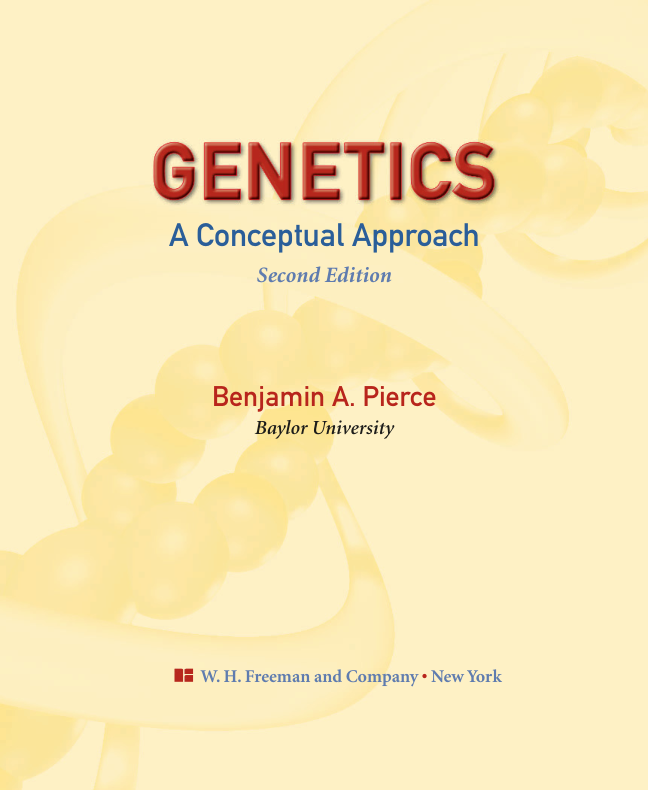 GENETICS
A Conceptual Approach
Second Edition
Benjamin A. Pierce
Baylor University
W. H. Freeman and Company • New York